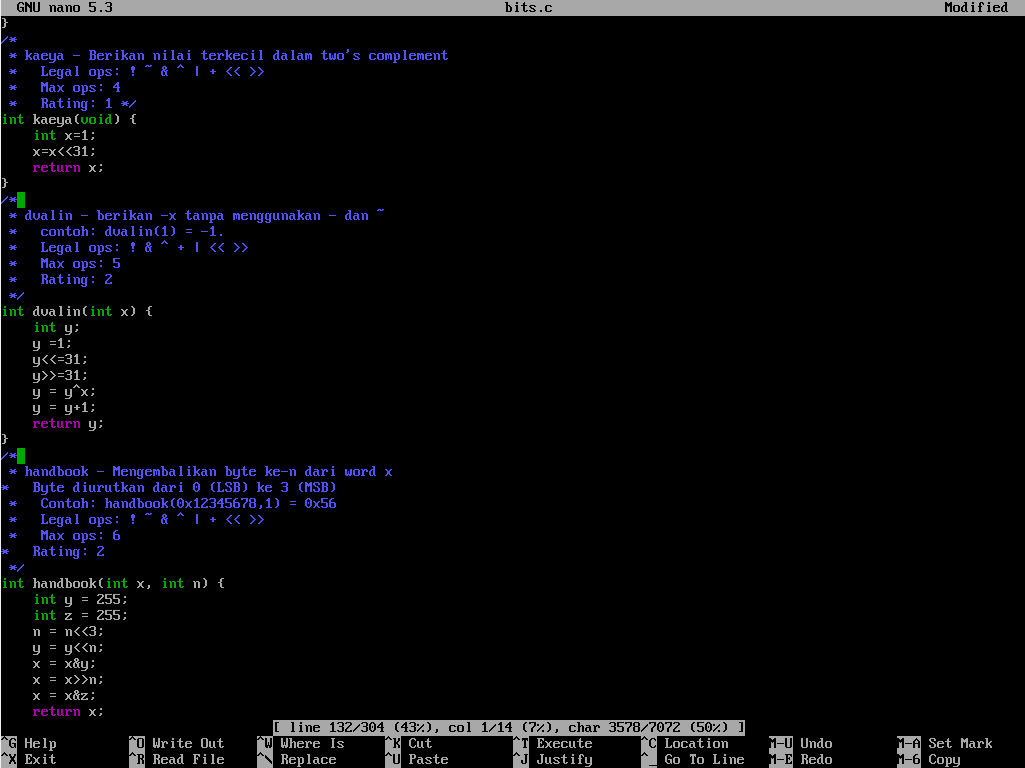 GNU nano 5.3 bits.c Modified
}
/*
 * kaeya - Berikan nilai terkecil dalam two's complement
 *   Legal ops: ! ~ & ^ | + << >>
 *   Max ops: 4
 *   Rating: 1 */
int kaeya(void) {
    int x=1;
    x=x<<31;
    return x;
}
/*
 * dvalin - berikan -x tanpa menggunakan - dan ~
 *   contoh: dvalin(1) = -1.
 *   Legal ops: ! & ^ + | << >>
 *   Max ops: 5
 *   Rating: 2
 */
int dvalin(int x) {
    int y;
    y =1;
    y<<=31;
    y>>=31;
    y = y^x;
    y = y+1;
    return y;
}
/*
 * handbook - Mengembalikan byte ke-n dari word x
*   Byte diurutkan dari 0 (LSB) ke 3 (MSB)
 *   Contoh: handbook(0x12345678,1) = 0x56
 *   Legal ops: ! ~ & ^ | + << >>
 *   Max ops: 6
*   Rating: 2
 */
int handbook(int x, int n) {
    int y = 255;
    int z = 255;
    n = n<<3;
    y = y<<n;
    x = x&y;
    x = x>>n;
    x = x&z;
    return x;
[ line 132/304 (43%), col 1/14 (7%), char 3578/7072 (50%) ]
^G Help ^O Write Out ^W Where Is ^K Cut ^T Execute ^C Location M-U Undo M-A Set Mark
^X Exit ^R Read File ^\ Replace ^U Paste ^J Justify ^_ Go To Line M-E Redo M-6 Copy